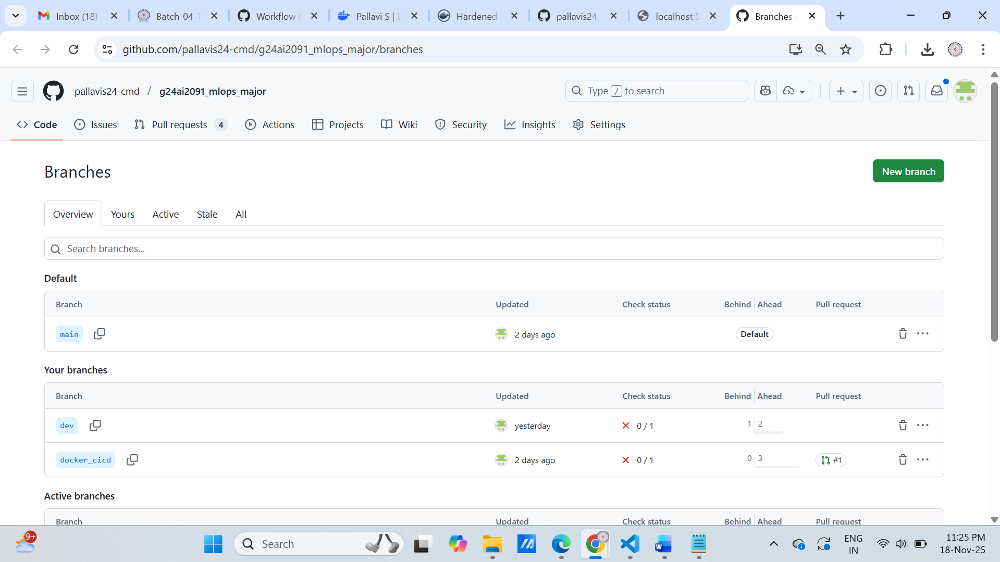 Inbox (18)
Batch-04_T
Workflow r
Pallavi S | D
Hardened
pallavis24-
localhost:5
Branches ·
github.com/pallavis24-cmd/g24ai2091_mlops_major/branches
pallavis24-cmd / g24ai2091_mlops_major
Type / to search
Code
Issues
Pull requests 4
Actions
Projects
Wiki
Security
Insights
Settings
Branches
New branch
Overview Yours Active Stale All
Search branches...
Default
Branch Updated Check status Behind Ahead Pull request
main 2 days ago Default
Your branches
Branch Updated Check status Behind Ahead Pull request
dev yesterday 0 / 1 1 2
docker_cicd 2 days ago 0 / 1 0 3 #1
Active branches
Branch Updated Check status Behind Ahead Pull request
9+
Search
ENG
IN
11:25 PM
18-Nov-25